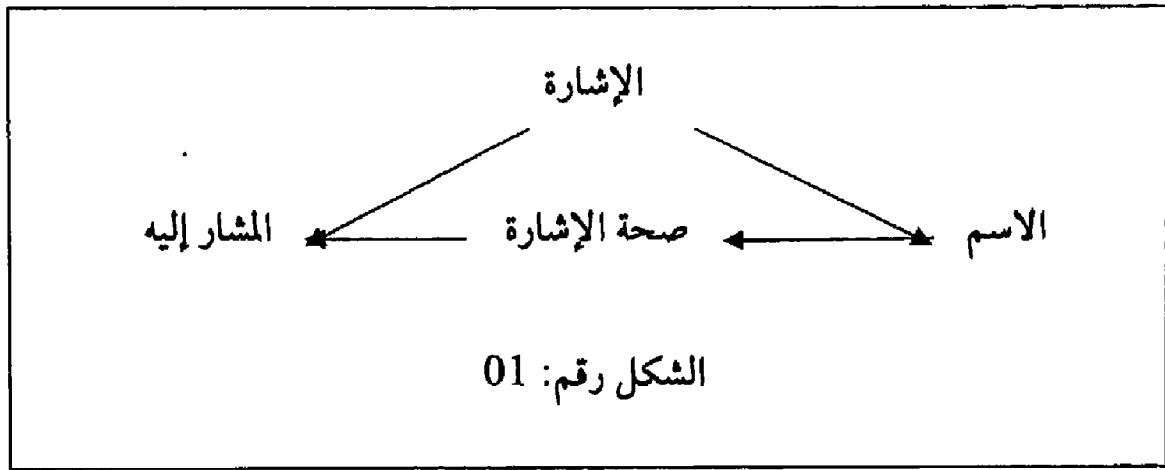 الإشارة
الاسم صحة الإشارة المشار إليه
الشكل رقم: 01